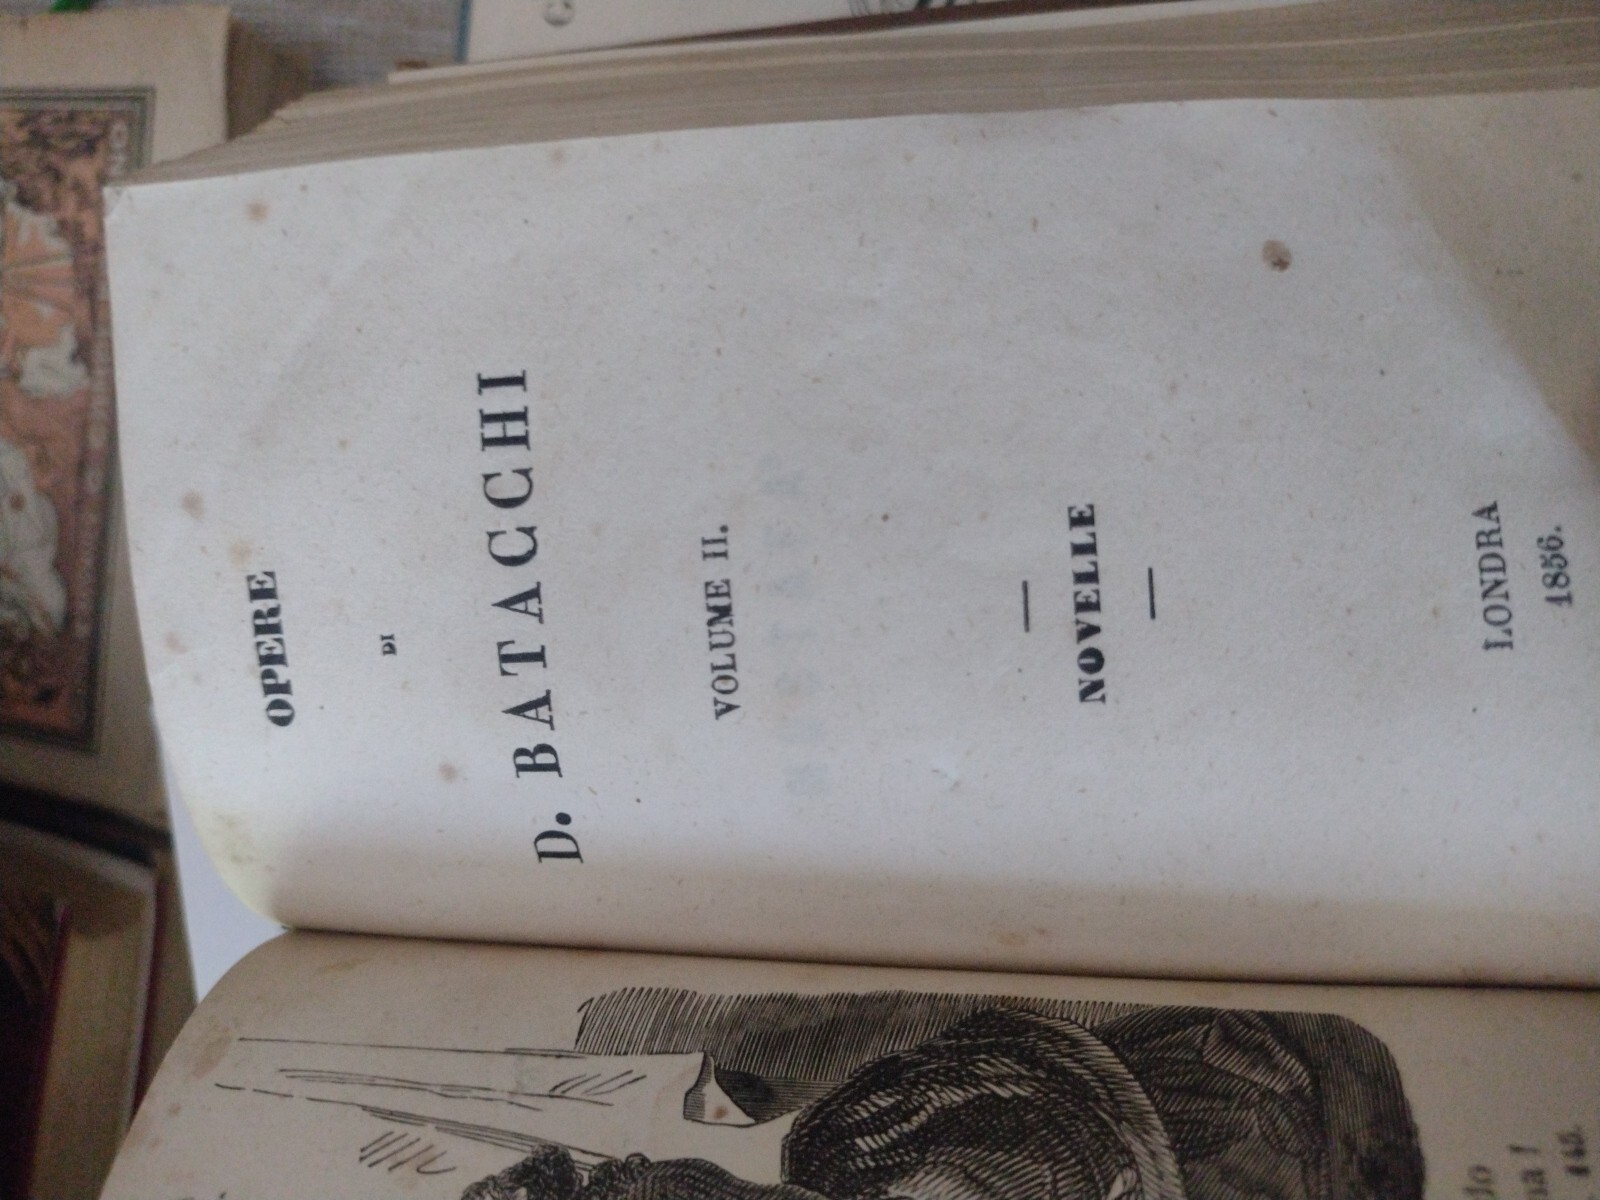 OPERE
DI
D. BATACCHI
VOLUME II.
NOVELLE
LONDRA
1856.